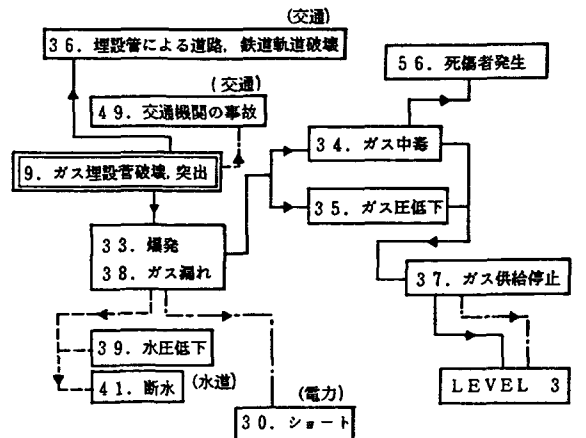 (交通)
36. 埋設管による道路, 鉄道軌道破壊
56. 死傷者発生
(交通)
49. 交通機関の事故
34. ガス中毒
9. ガス埋設菅破壊, 突出
35. ガス圧低下
33. 爆発
38. ガス漏れ
37. ガス供給停止
39. 水圧低下
41. 断水 (水道)
(電力)
LEVEL 3
30. ショート